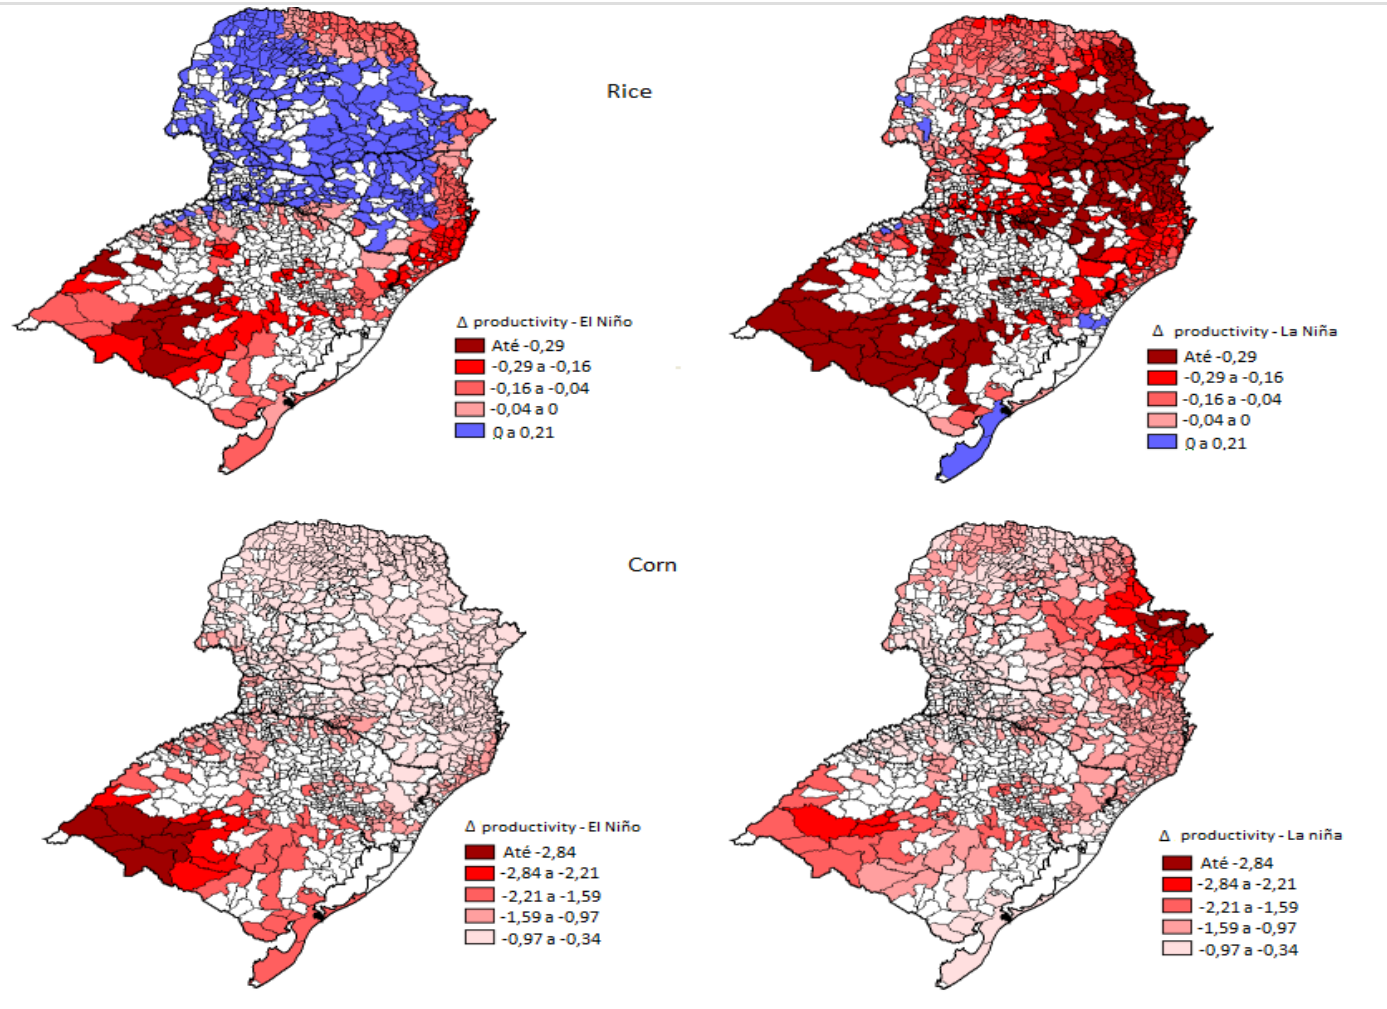 Rice
Δ productivity - El Niño
Até -0,29
-0,29 a -0,16
-0,16 a -0,04
-0,04 a 0
0 a 0,21
Δ productivity - La Niña
Até -0,29
-0,29 a -0,16
-0,16 a -0,04
-0,04 a 0
0 a 0,21
Corn
Δ productivity - El Niño
Até -2,84
-2,84 a -2,21
-2,21 a -1,59
-1,59 a -0,97
-0,97 a -0,34
Δ productivity - La niña
Até -2,84
-2,84 a -2,21
-2,21 a -1,59
-1,59 a -0,97
-0,97 a -0,34